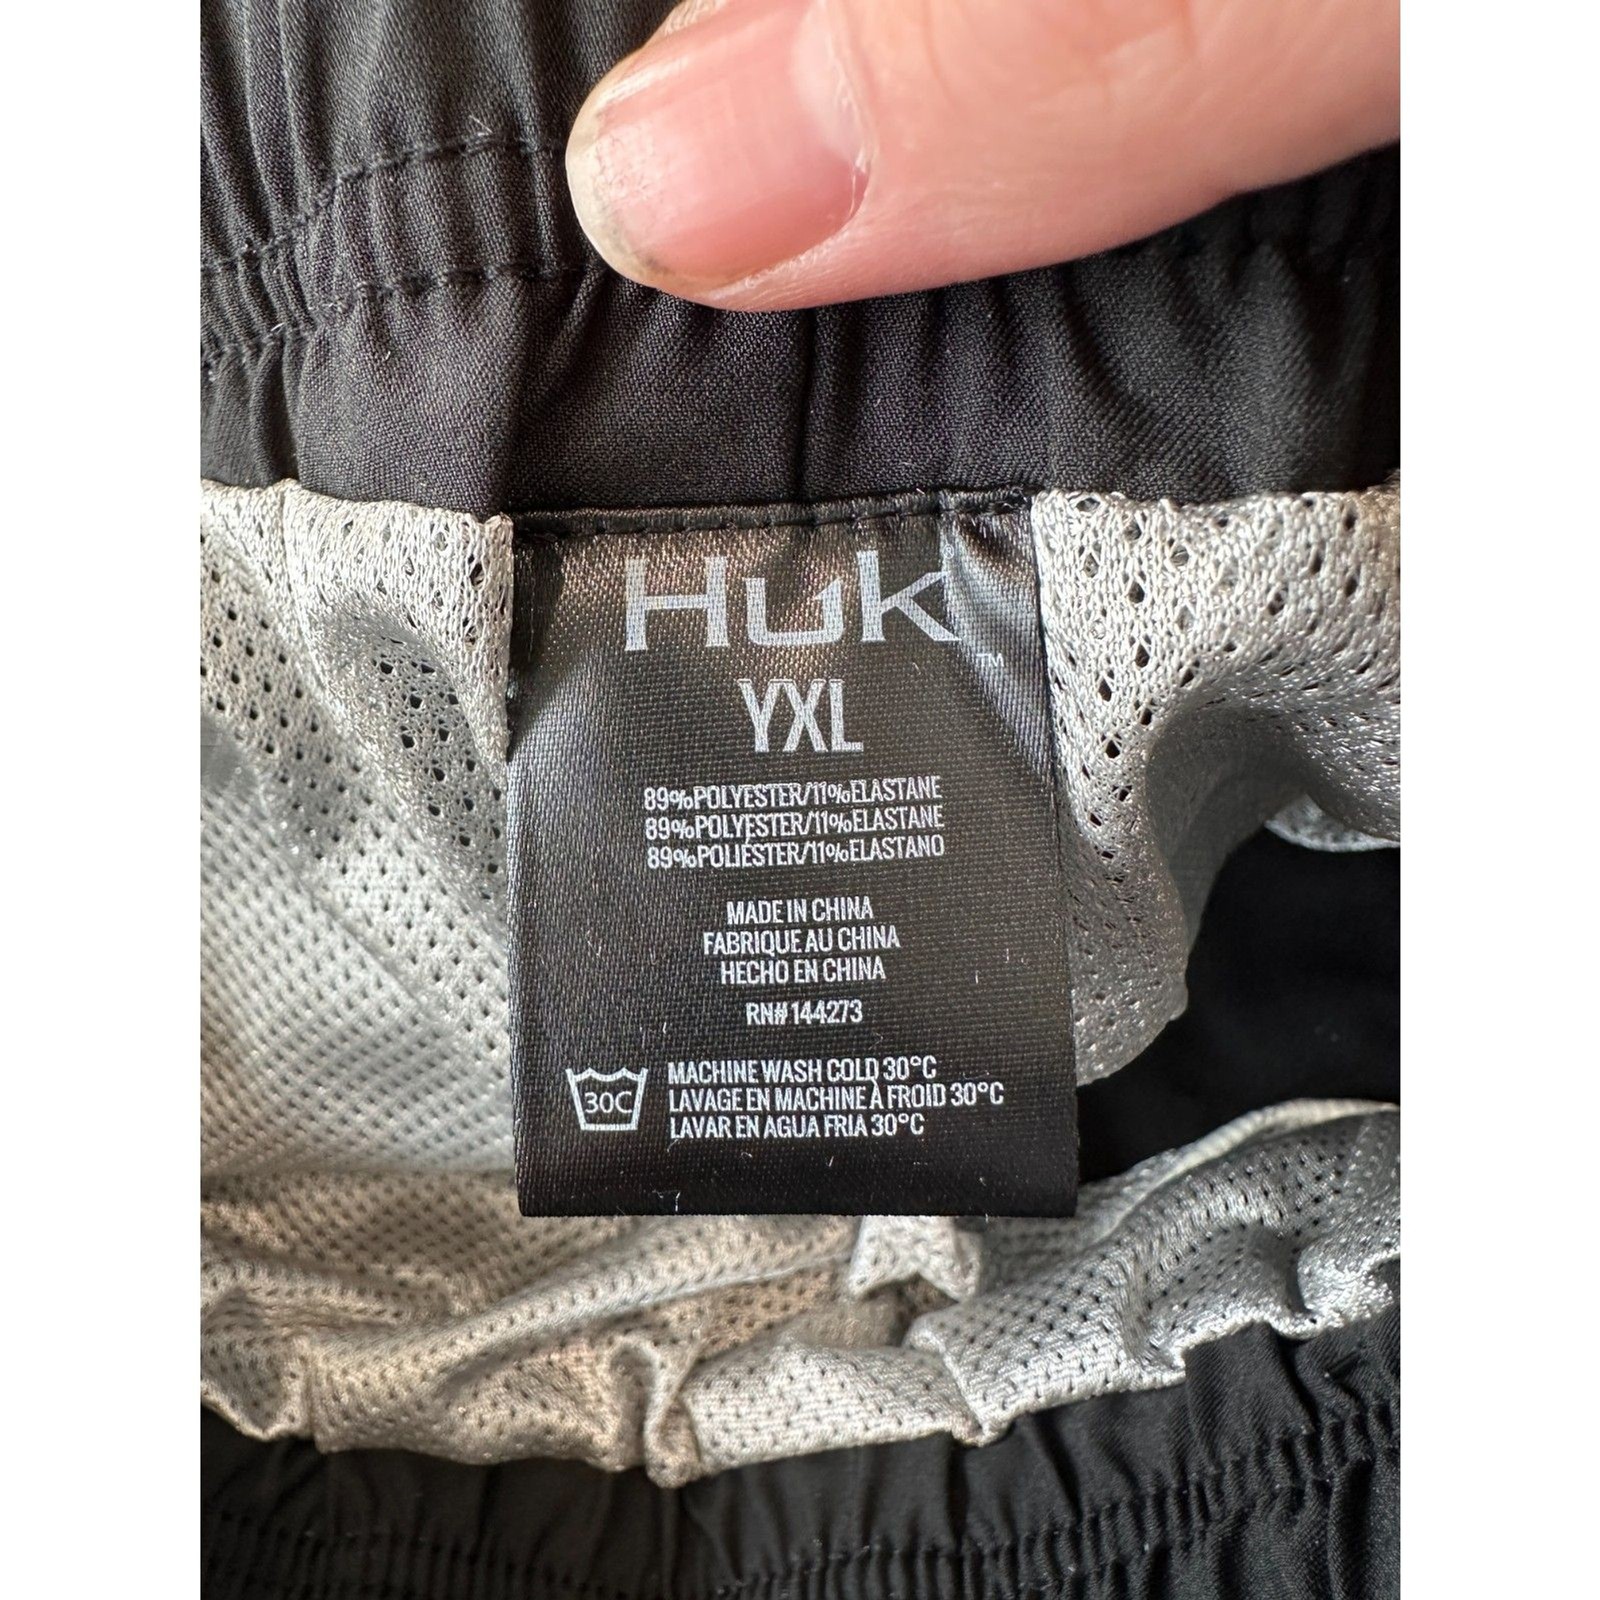 Huk®
™
YXL
89%POLYESTER/11%ELASTANE
89%POLYESTER/11%ELASTANE
89%POLIÉSTER/11%ELASTANO
MADE IN CHINA
FABRIQUE AU CHINA
HECHO EN CHINA
RN#144273
30C
MACHINE WASH COLD 30°C
LAVAGE EN MACHINE À FROID 30°C
LAVAR EN AGUA FRIA 30°C